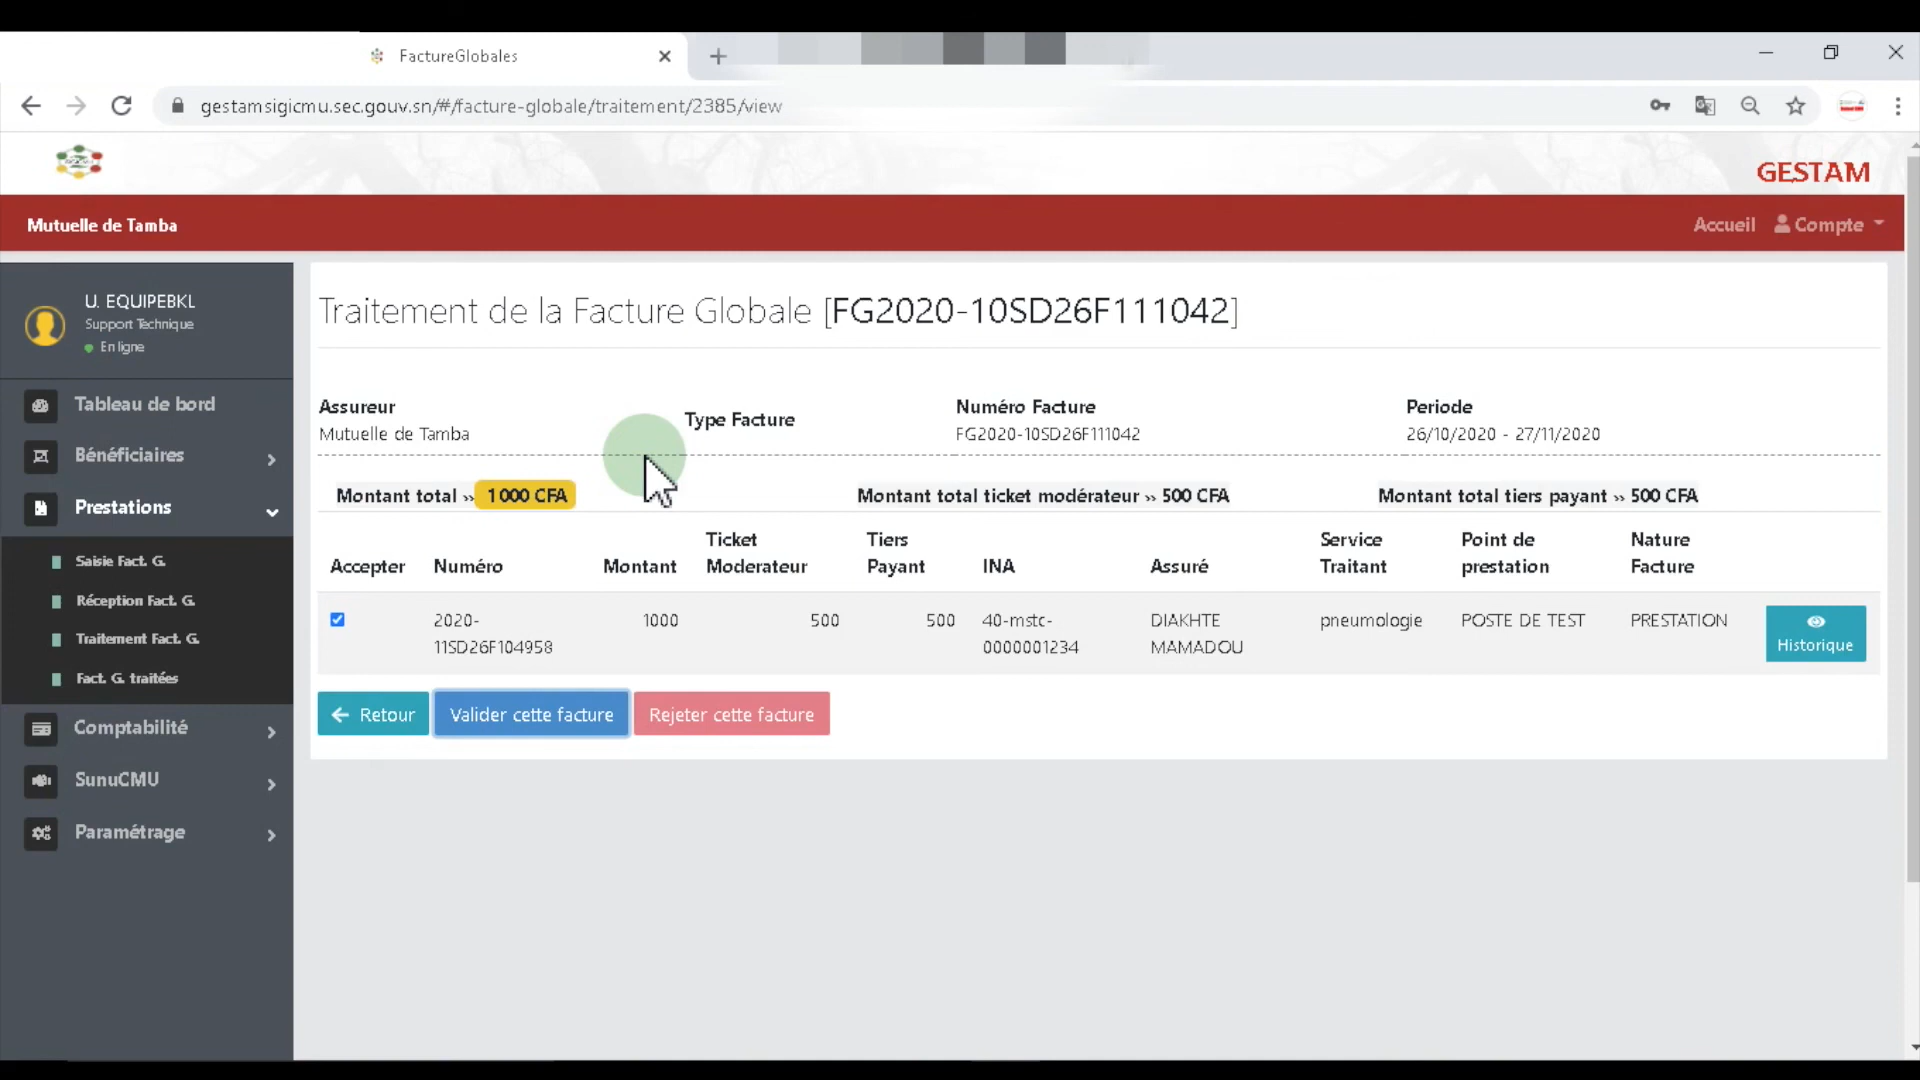 FactureGlobales
gestamsigicmu.sec.gouv.sn/#/facture-globale/traitement/2385/view
GESTAM
Mutuelle de Tamba
Accueil Compte
U. EQUIPEBKL
Support Technique
En ligne
Tableau de bord
Bénéficiaires
Prestations
Saisie Fact. G.
Réception Fact. G.
Traitement Fact. G.
Fact. G. traitées
Comptabilité
SunuCMU
Paramétrage
Traitement de la Facture Globale [FG2020-10SD26F111042]
Assureur
Mutuelle de Tamba
Type Facture
Numéro Facture
FG2020-10SD26F111042
Periode
26/10/2020 - 27/11/2020
Montant total » 1 000 CFA
Montant total ticket modérateur » 500 CFA
Montant total tiers payant » 500 CFA
Accepter
Numéro
Montant
Ticket
Moderateur
Tiers
Payant
INA
Assuré
Service
Traitant
Point de
prestation
Nature
Facture
2020-
11SD26F104958
1000
500
500
40-mstc-
0000001234
DIAKHTE
MAMADOU
pneumologie
POSTE DE TEST
PRESTATION
Historique
Retour
Valider cette facture
Rejeter cette facture